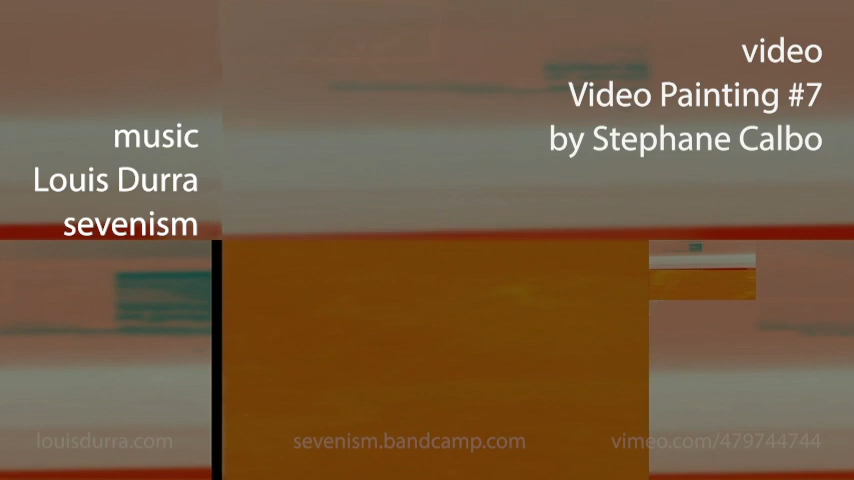 video
Video Painting #7
by Stephane Calbo
music
Louis Durra
sevenism
louisdurra.com
sevenism.bandcamp.com
vimeo.com/479744744